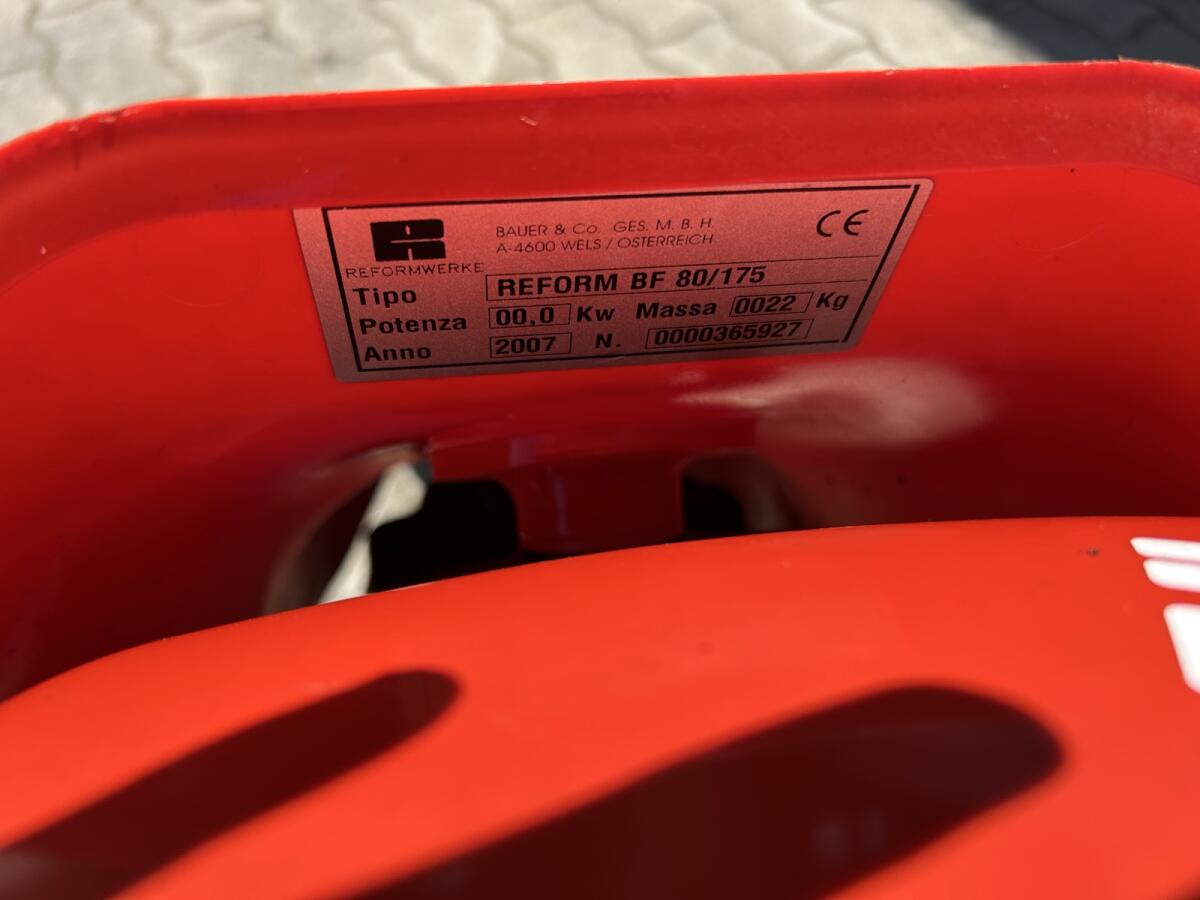 BAUER & Co. GES. M. B. H.
A-4600 WELS / OSTERREICH
CE
REFORMWERKE
Tipo REFORM BF 80/175
Potenza 00,0 Kw Massa 0022 Kg
Anno 2007 N. 0000365927